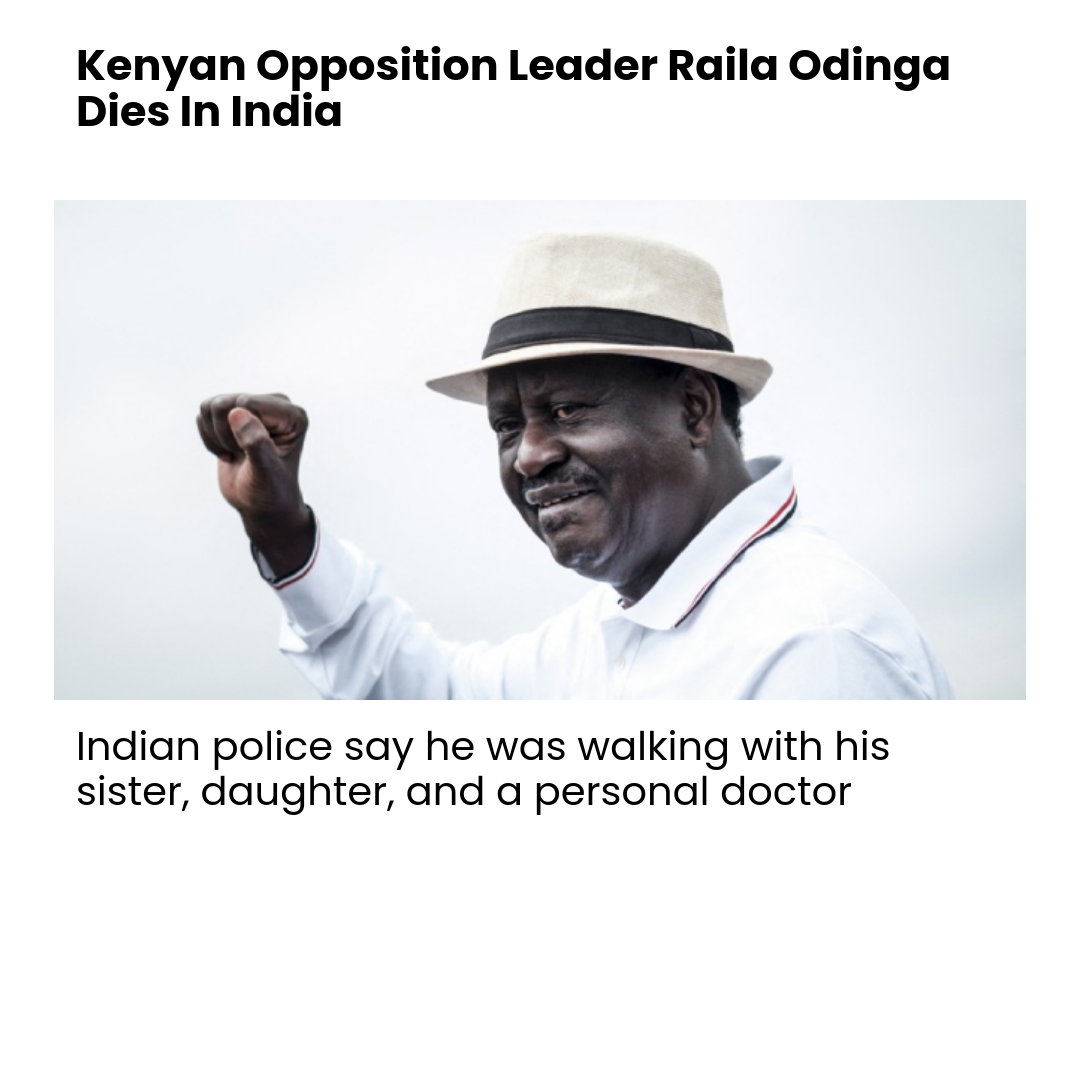 Kenyan Opposition Leader Raila Odinga
Dies In India
Indian police say he was walking with his
sister, daughter, and a personal doctor